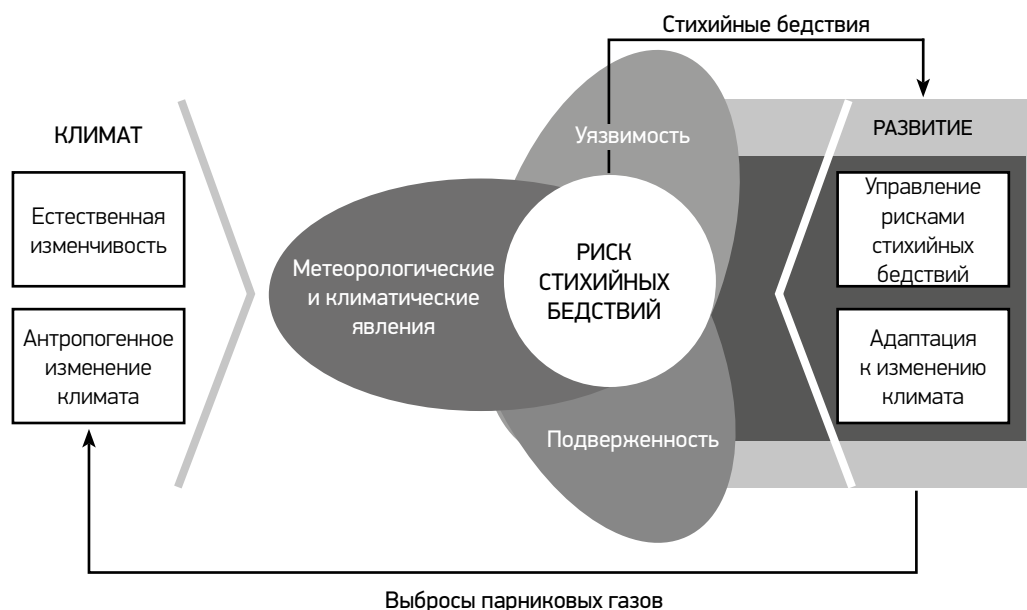 Стихийные бедствия
КЛИМАТ
Естественная
изменчивость
Антропогенное
изменение
климата
Метеорологические
и климатические
явления
Уязвимость
РИСК
СТИХИЙНЫХ
БЕДСТВИЙ
Подверженность
РАЗВИТИЕ
Управление
рисками
стихийных
бедствий
Адаптация
к изменению
климата
Выбросы парниковых газов